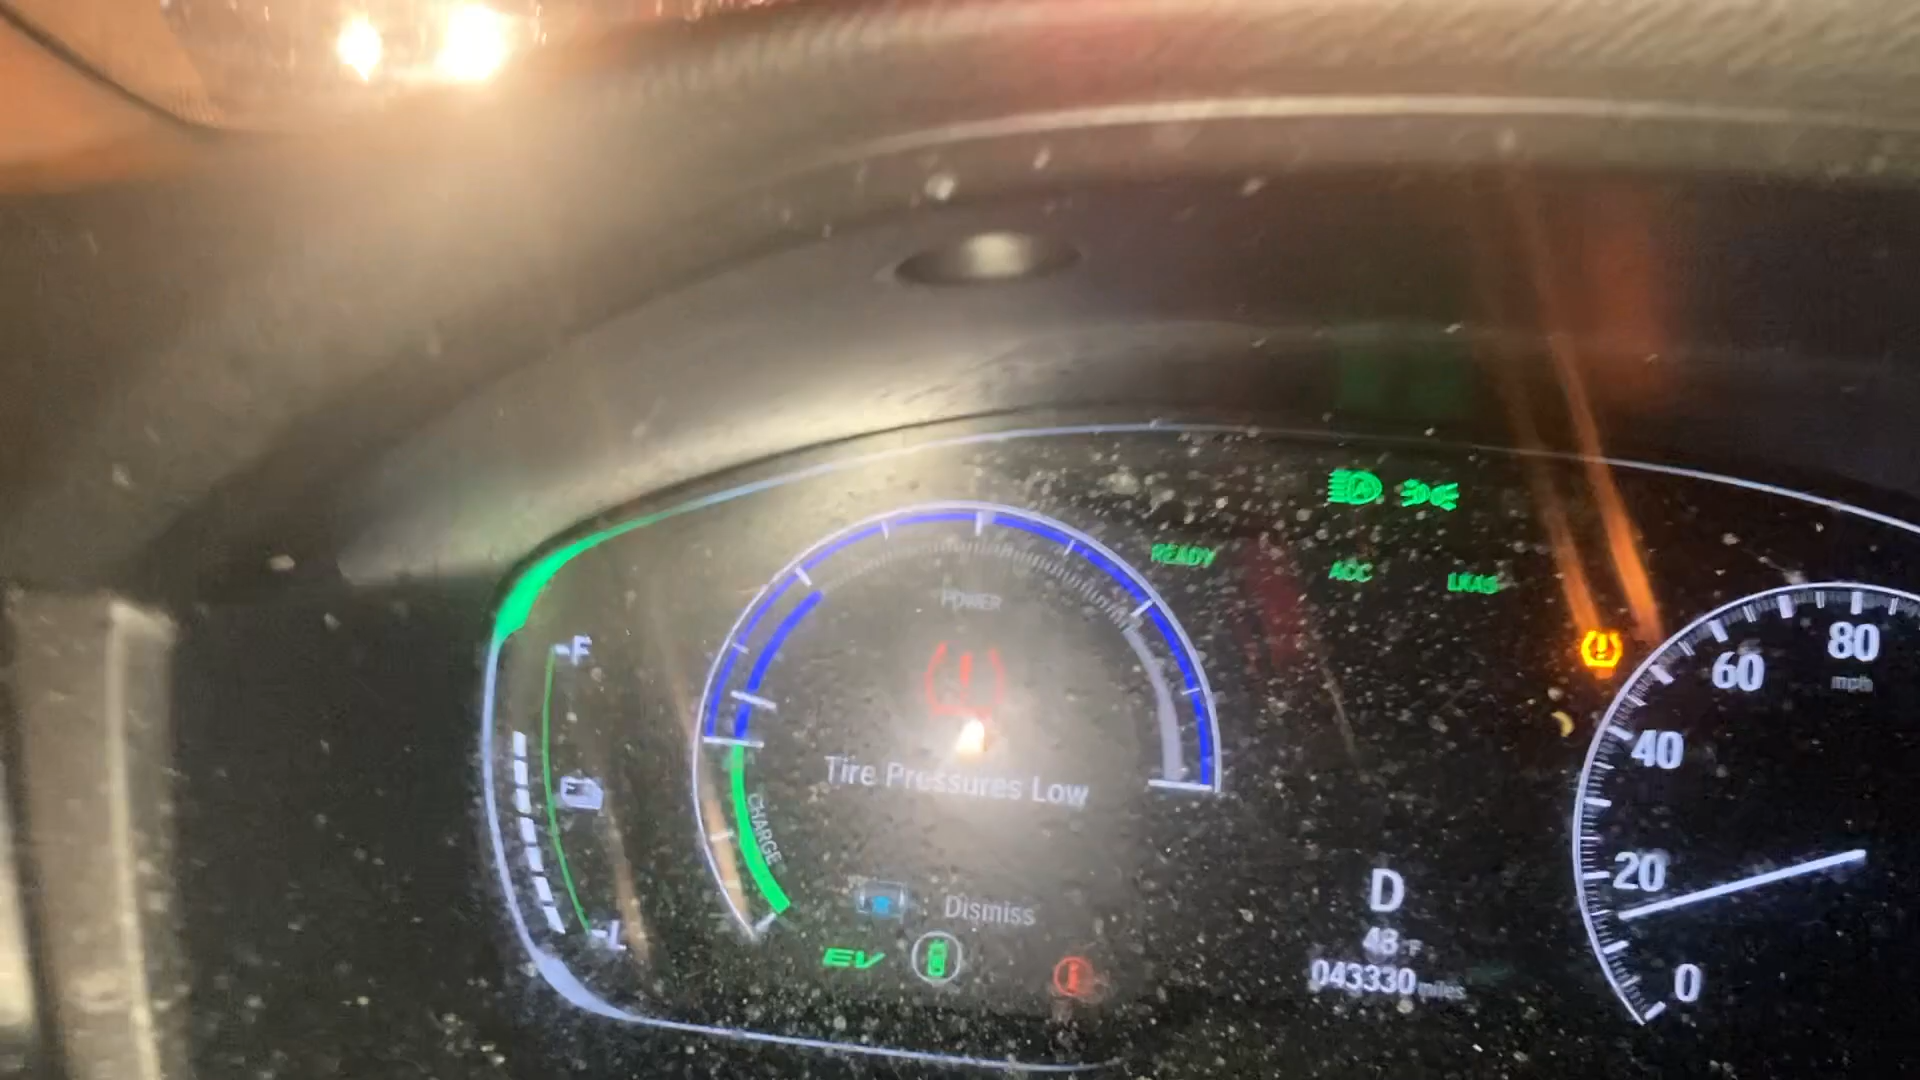 READY
ACC
LKAS
POWER
F
80
60
mph
40
Tire Pressures Low
CHARGE
20
D
Dismiss
L
EV
48°F
043330 miles
0